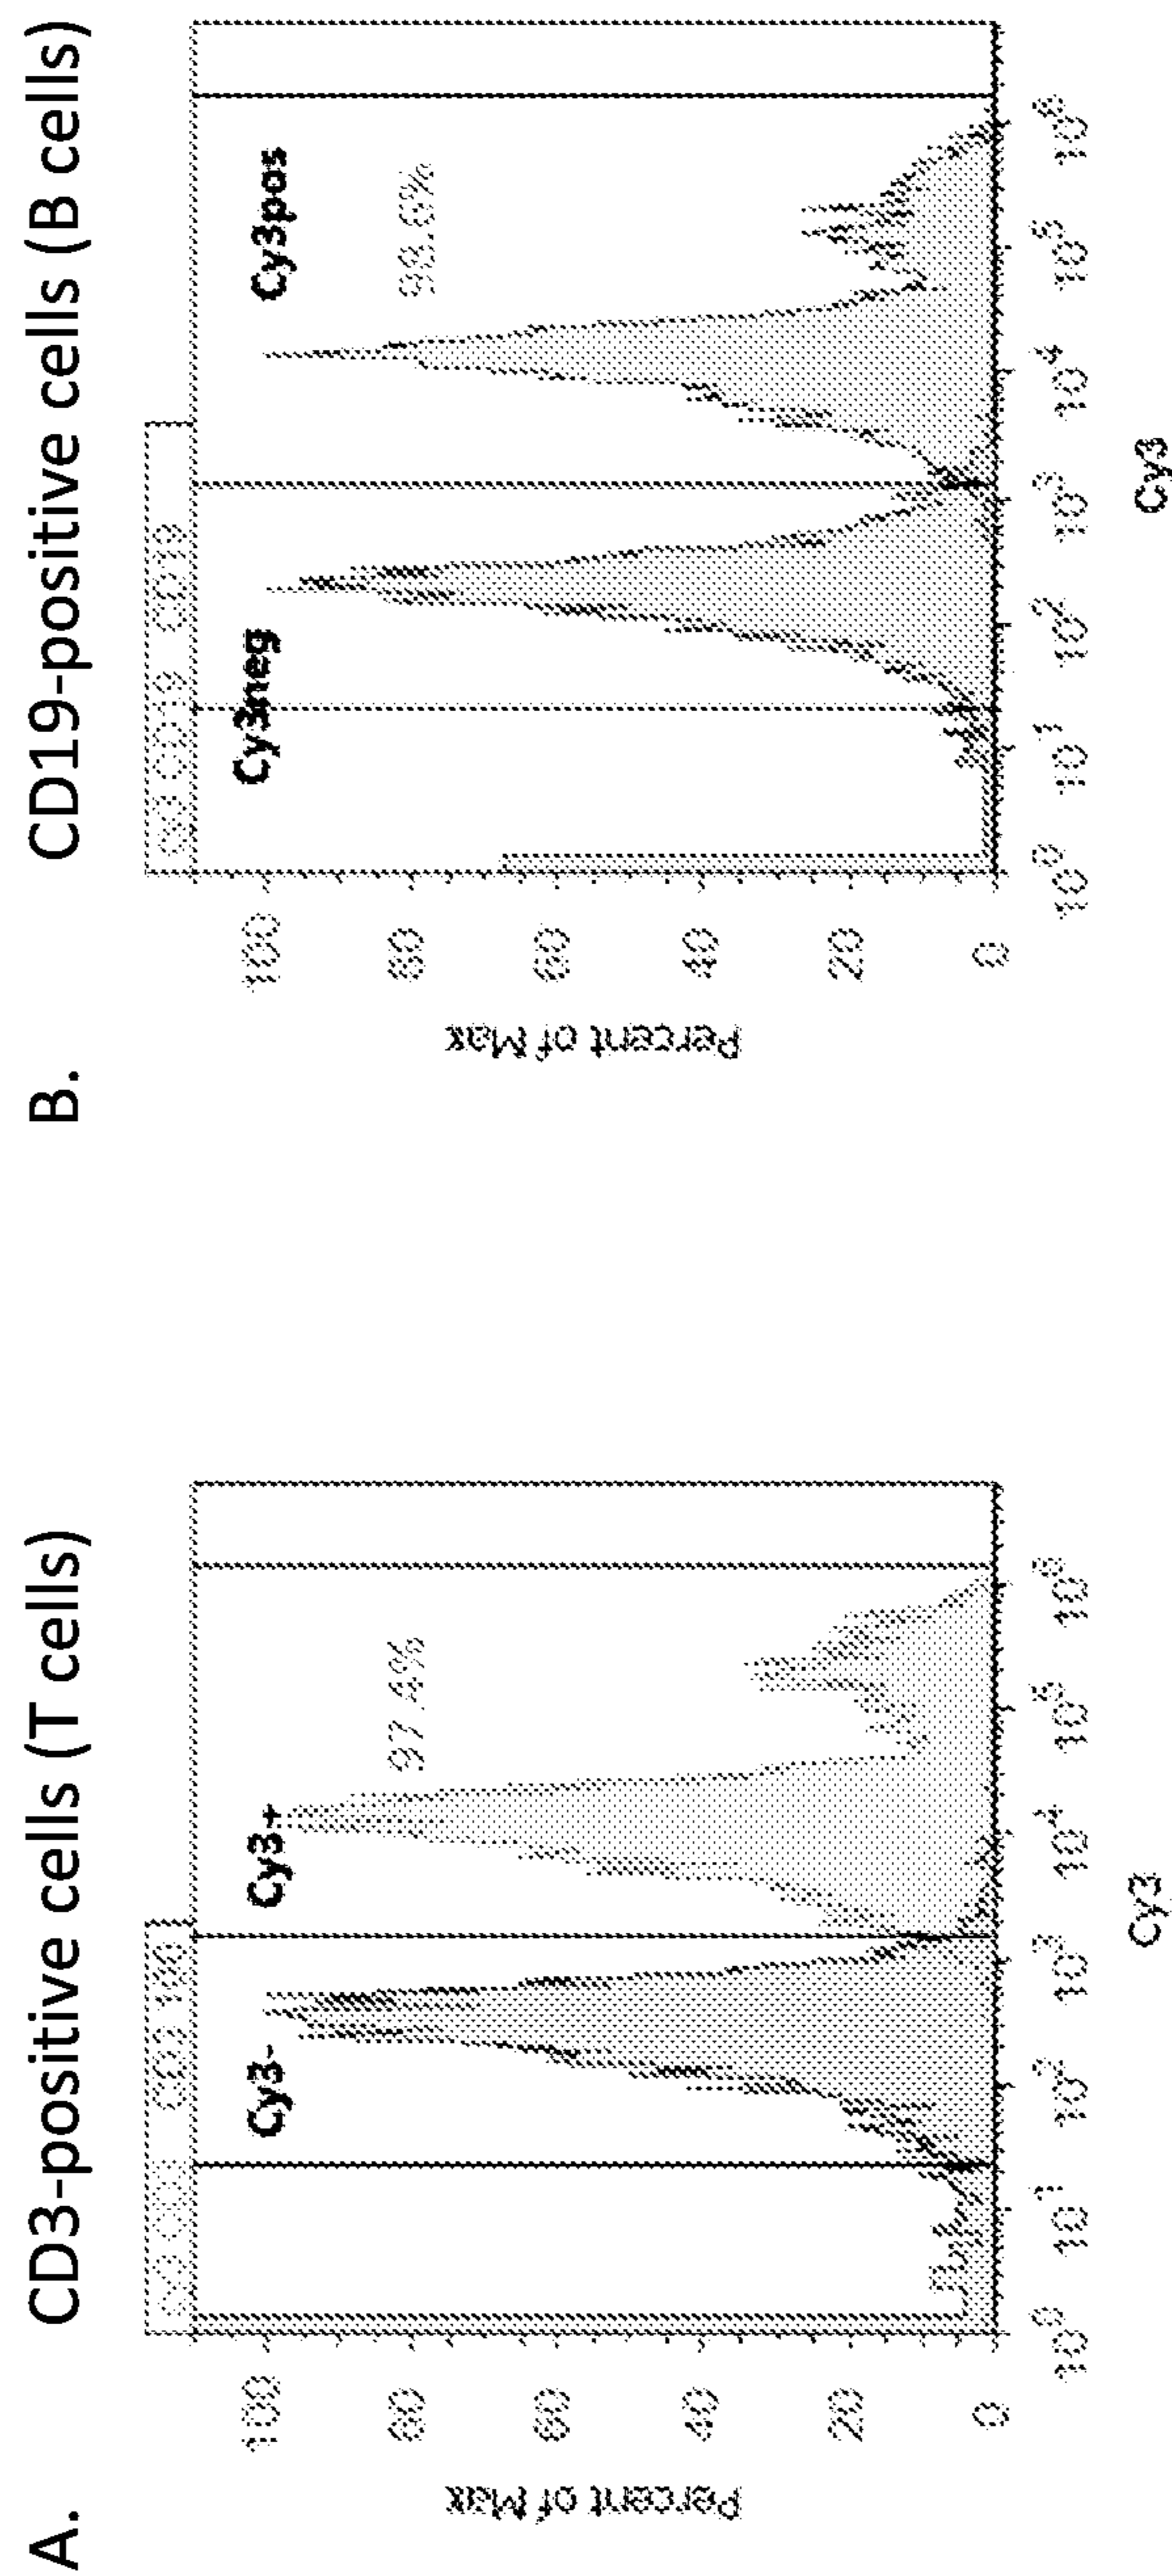 A.
CD3-positive cells (T cells)
Cy3-
Cy3+
97.4%
Percent of Max
100
80
60
40
20
0
10^0
10^1
10^2
10^3
10^4
10^5
10^6
Cy3
B.
CD19-positive cells (B cells)
CD19
Cy3neg
Cy3pos
98.6%
Percent of Max
100
80
60
40
20
0
10^0
10^1
10^2
10^3
10^4
10^5
10^6
Cy3